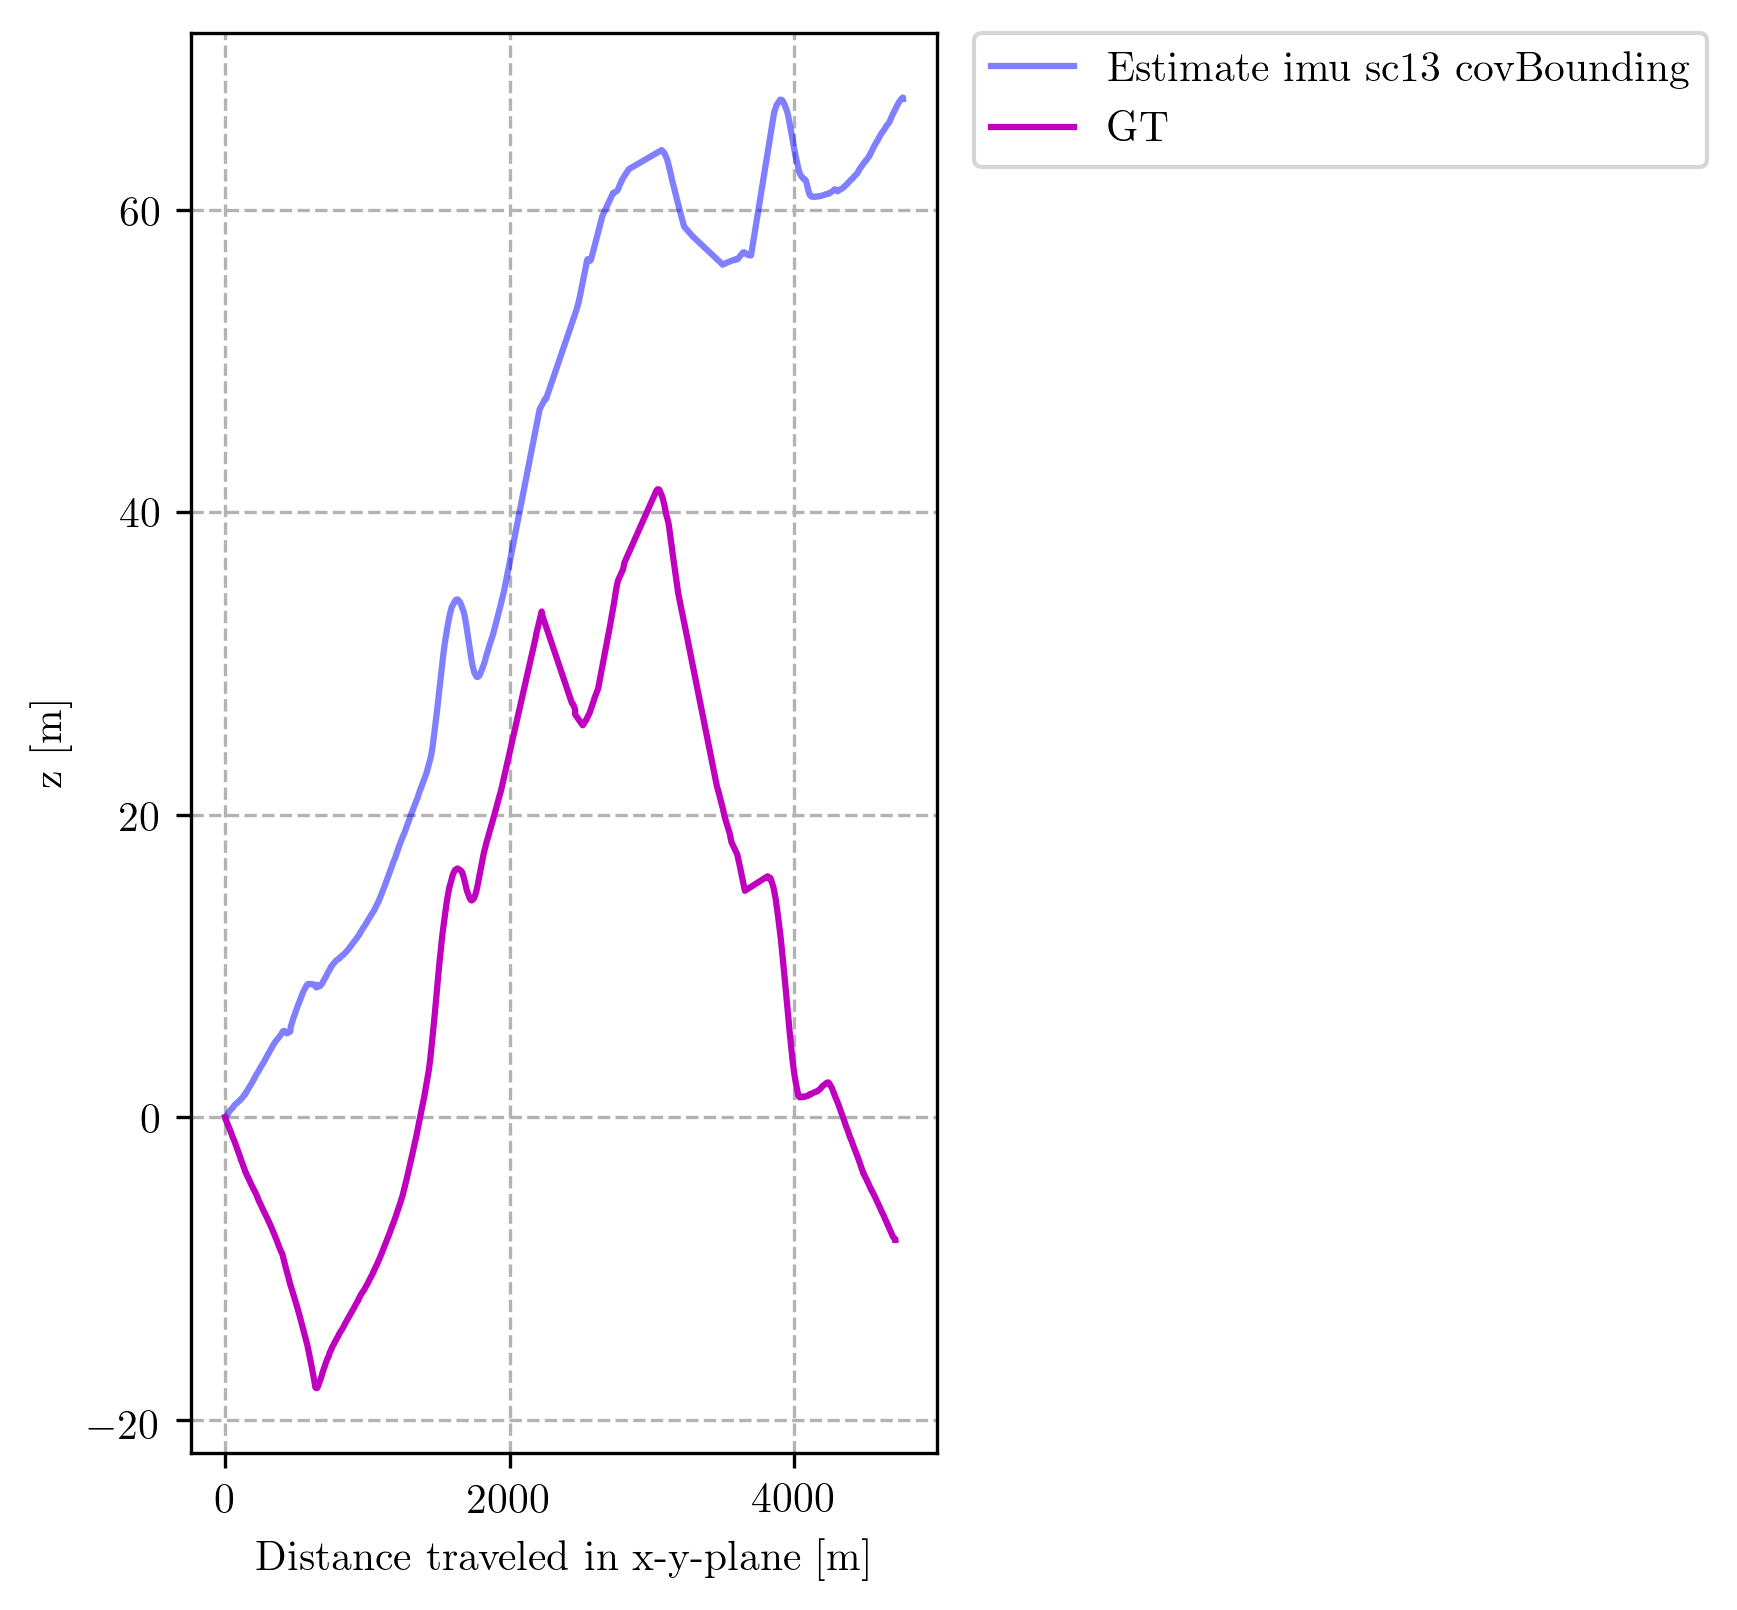 Estimate imu sc13 covBounding
GT
60
40
20
0
−20
z [m]
0 2000 4000
Distance traveled in x-y-plane [m]